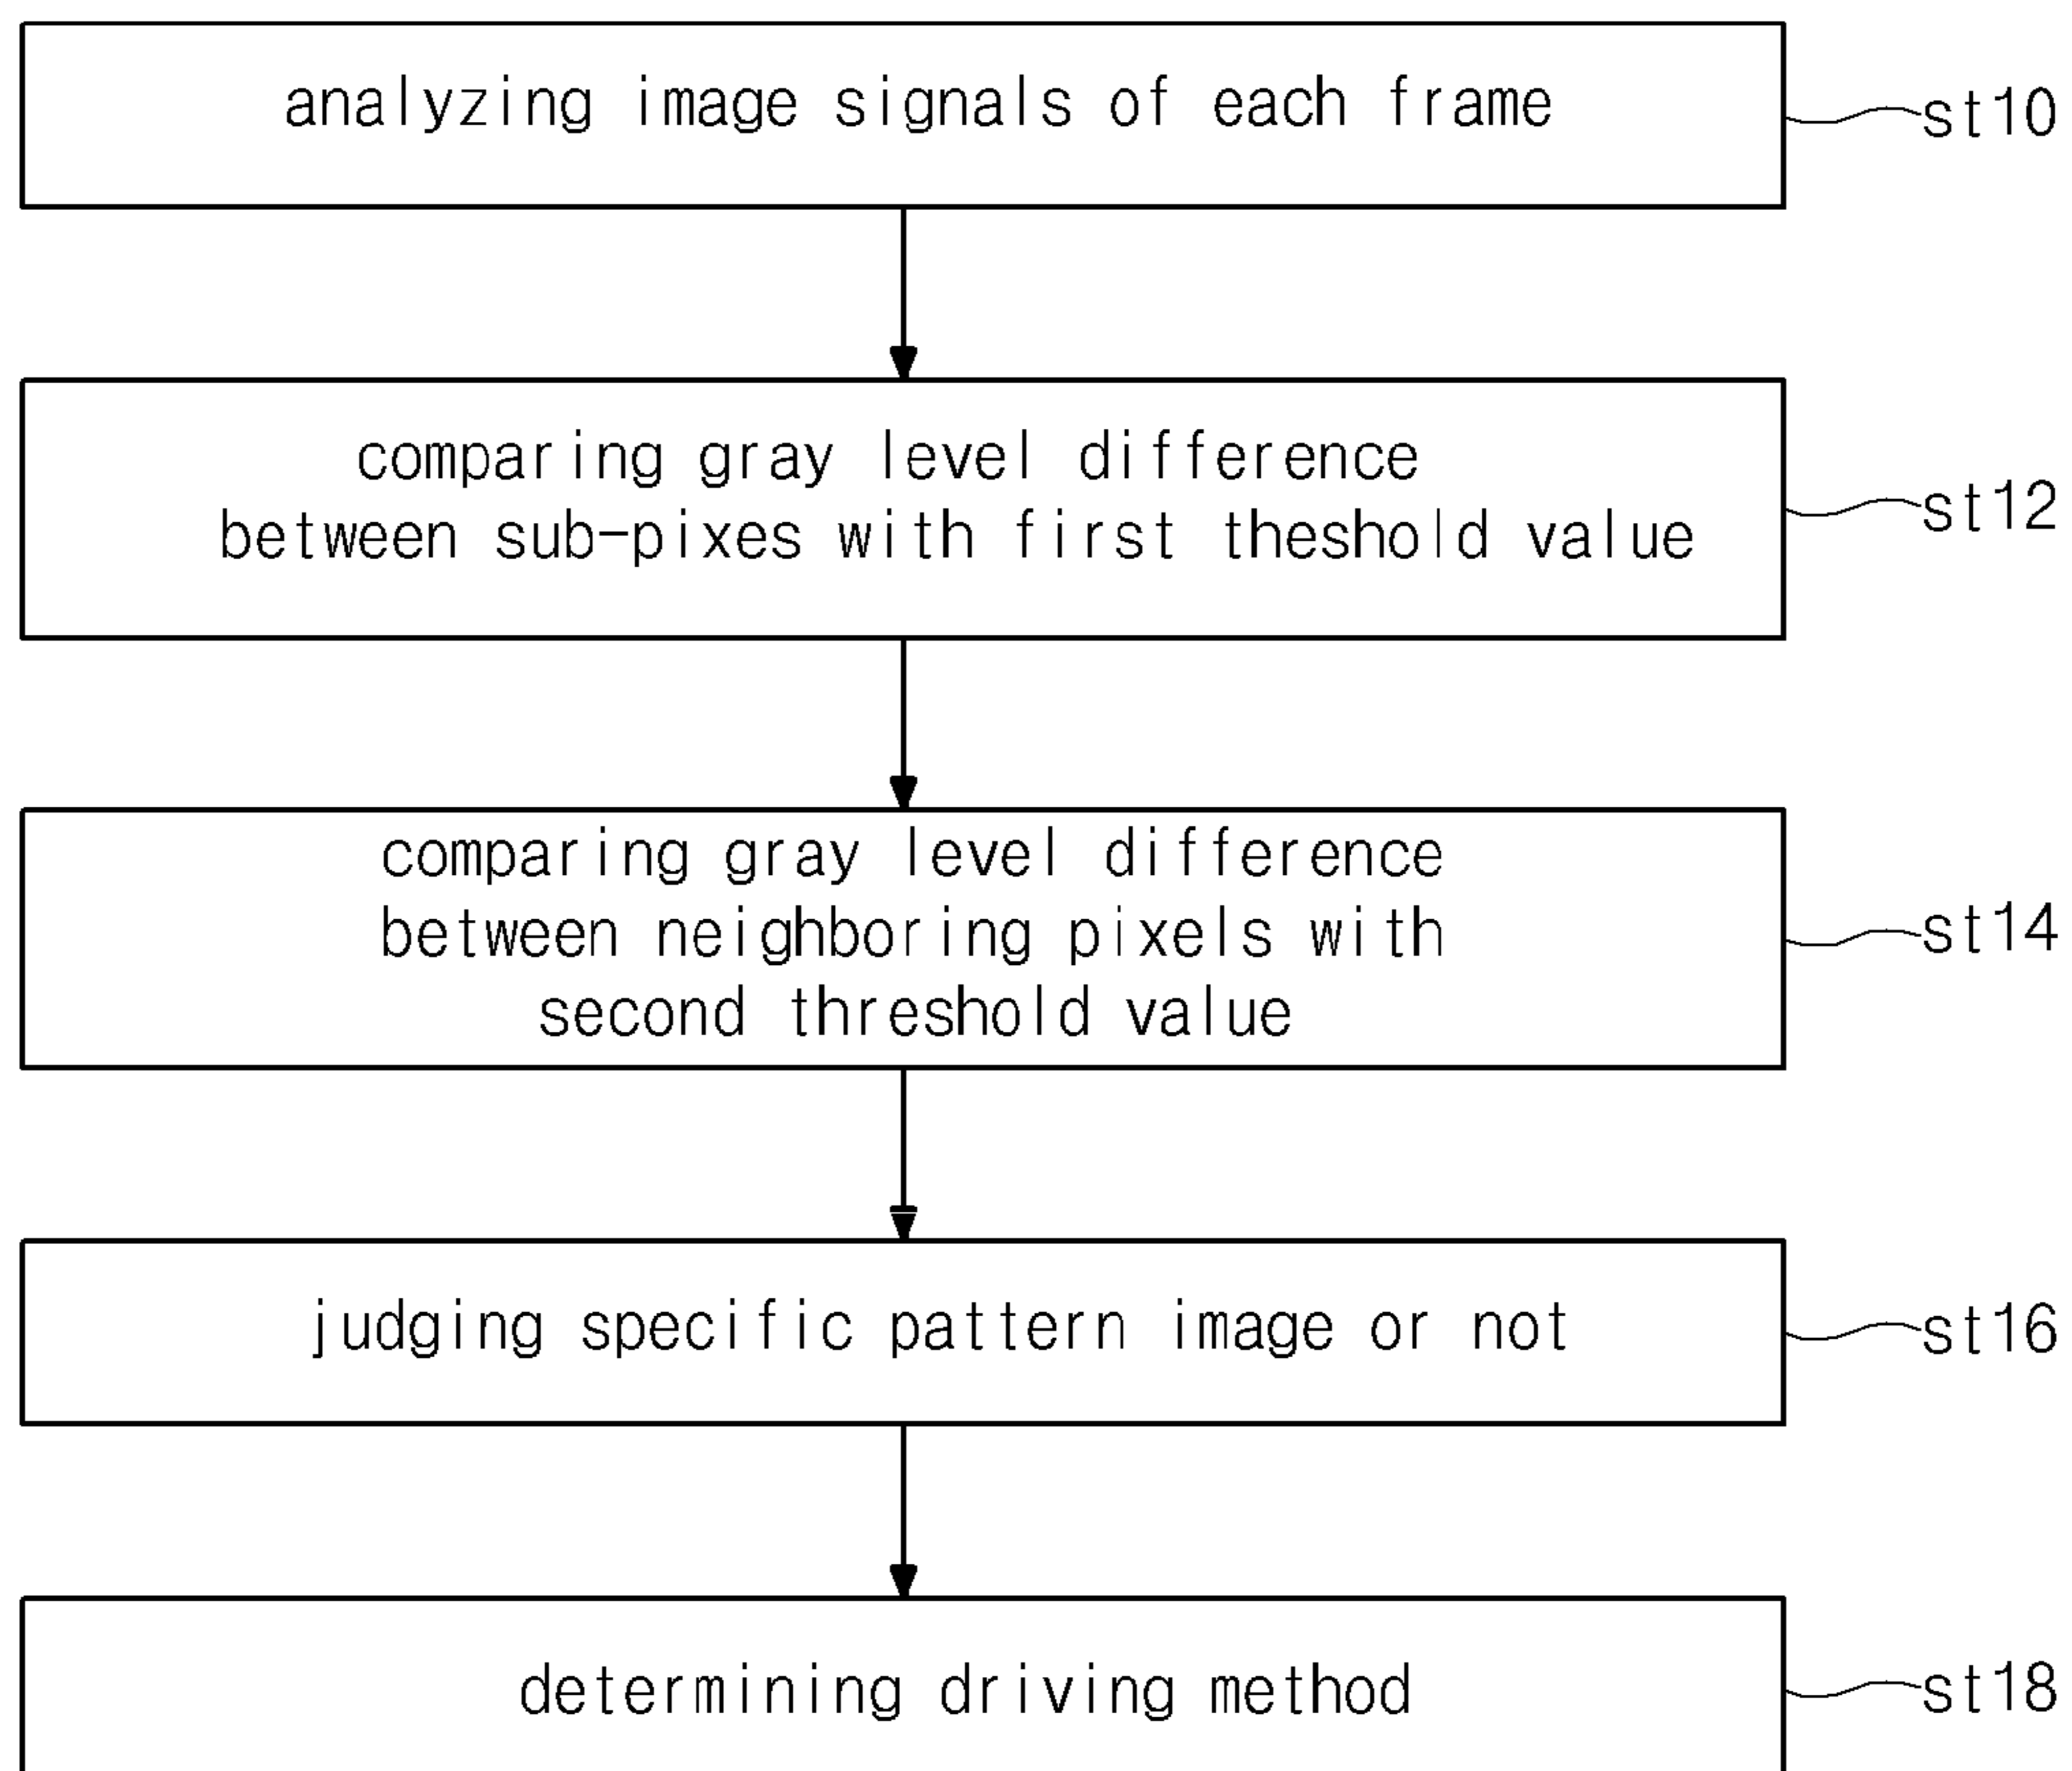 analyzing image signals of each frame
st10
comparing gray level difference
between sub-pixes with first theshold value
st12
comparing gray level difference
between neighboring pixels with
second threshold value
st14
judging specific pattern image or not
st16
determining driving method
st18